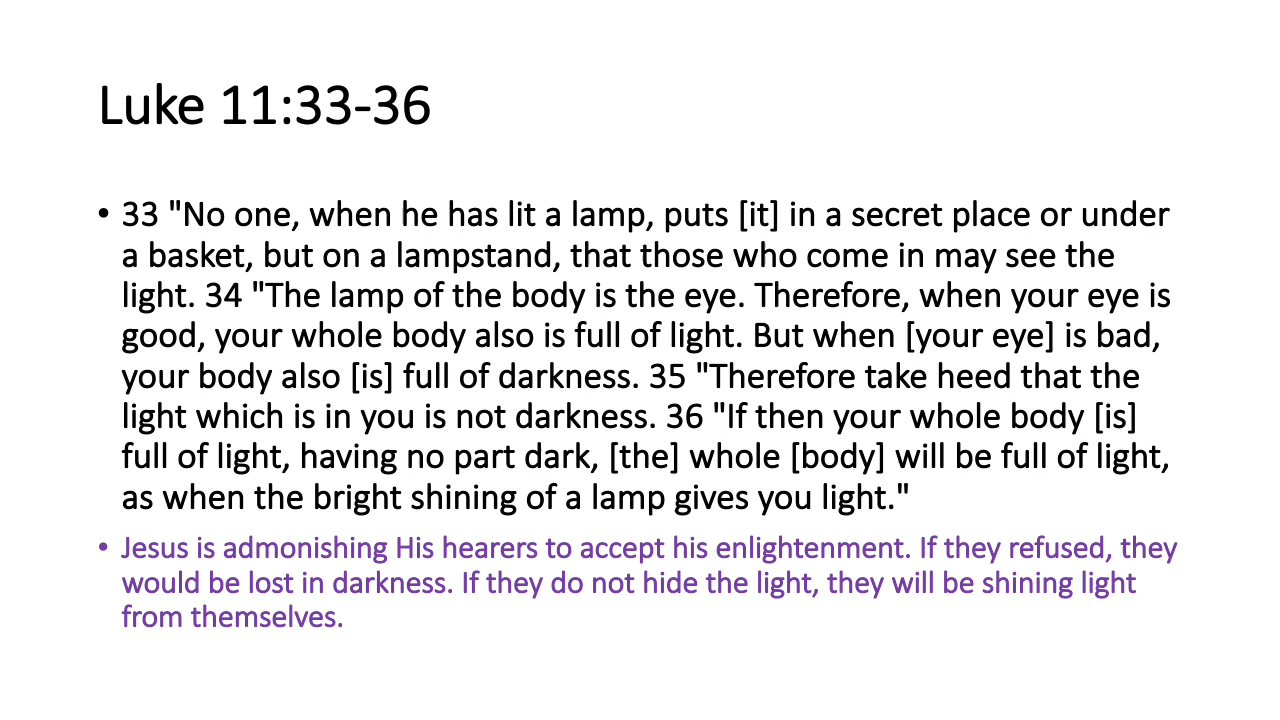 Luke 11:33-36
• 33 "No one, when he has lit a lamp, puts [it] in a secret place or under
a basket, but on a lampstand, that those who come in may see the
light. 34 "The lamp of the body is the eye. Therefore, when your eye is
good, your whole body also is full of light. But when [your eye] is bad,
your body also [is] full of darkness. 35 "Therefore take heed that the
light which is in you is not darkness. 36 "If then your whole body [is]
full of light, having no part dark, [the] whole [body] will be full of light,
as when the bright shining of a lamp gives you light."
• Jesus is admonishing His hearers to accept his enlightenment. If they refused, they
would be lost in darkness. If they do not hide the light, they will be shining light
from themselves.